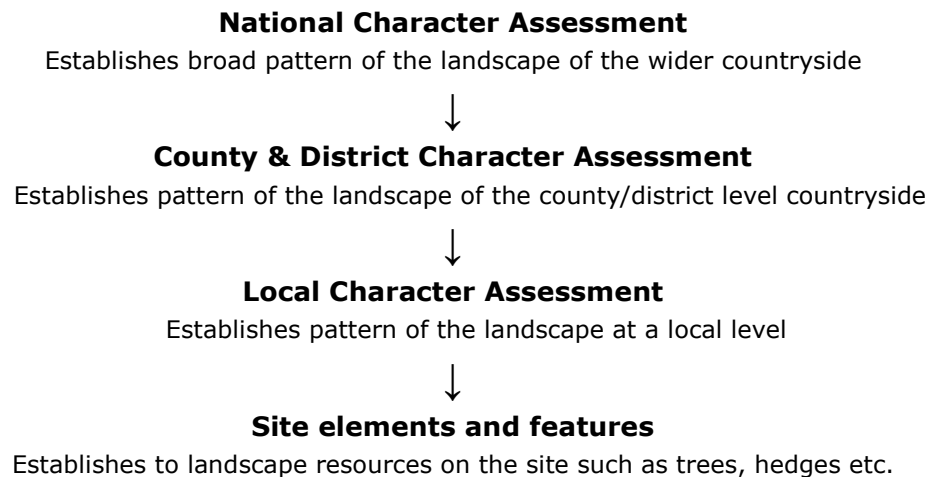 National Character Assessment
Establishes broad pattern of the landscape of the wider countryside
↓
County & District Character Assessment
Establishes pattern of the landscape of the county/district level countryside
↓
Local Character Assessment
Establishes pattern of the landscape at a local level
↓
Site elements and features
Establishes to landscape resources on the site such as trees, hedges etc.